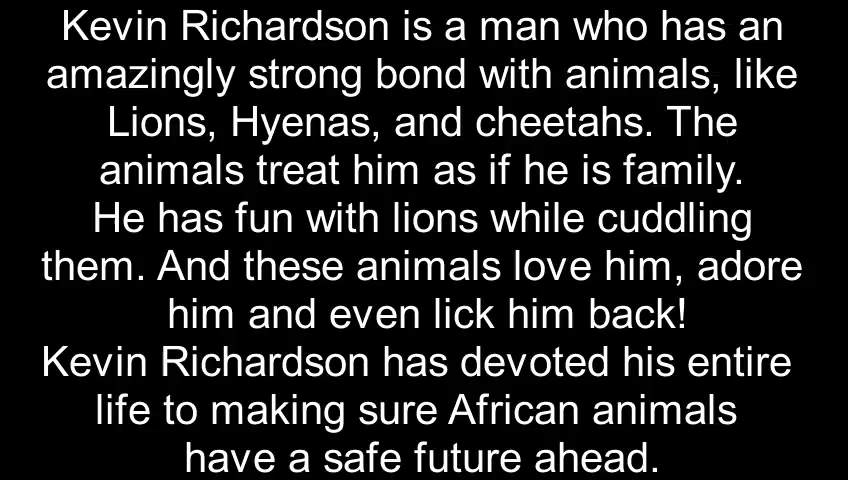 Kevin Richardson is a man who has an
amazingly strong bond with animals, like
Lions, Hyenas, and cheetahs. The
animals treat him as if he is family.
He has fun with lions while cuddling
them. And these animals love him, adore
him and even lick him back!
Kevin Richardson has devoted his entire
life to making sure African animals
have a safe future ahead.